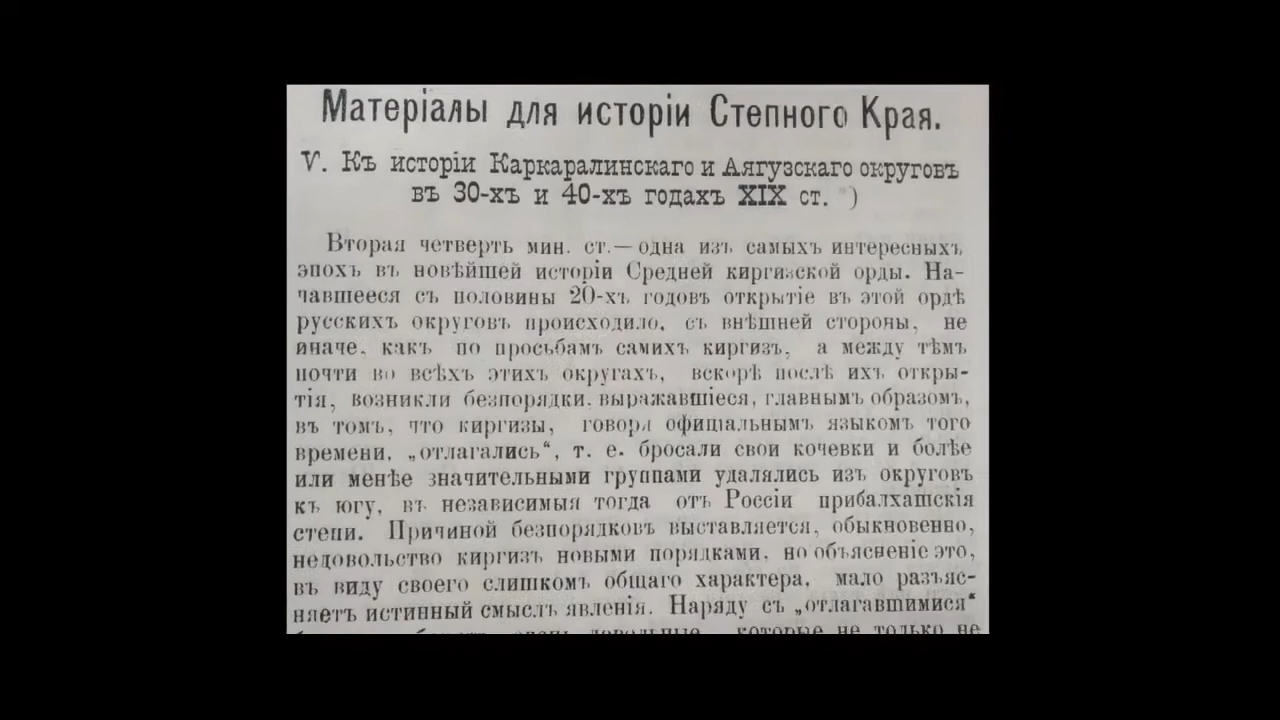 Матеріалы для исторіи Степного Края.
V. Къ исторіи Каркаралинскаго и Аягузскаго округовъ
въ 30-хъ и 40-хъ годахъ XIX ст. *)
Вторая четверть мин. ст.—одна изъ самыхъ интересныхъ
эпохъ въ новѣйшей исторіи Средней киргизской орды. На-
чавшееся съ половины 20-хъ годовъ открытіе въ этой ордѣ
русскихъ округовъ происходило, съ внѣшней стороны, не
иначе, какъ по просьбамъ самихъ киргизъ, а между тѣмъ
почти во всѣхъ этихъ округахъ, вскорѣ послѣ ихъ откры-
тія, возникли безпорядки, выражавшіеся, главнымъ образомъ,
въ томъ, что киргизы, говоря офиціальнымъ языкомъ того
времени, „отлагались“, т. е. бросали свои кочевки и болѣе
или менѣе значительными группами удалялись изъ округовъ
къ югу, въ независимыя тогда отъ Россіи прибалхашскія
степи. Причиной безпорядковъ выставляется, обыкновенно,
недовольство киргизъ новыми порядками, но объясненіе это,
въ виду своего слишкомъ общаго характера, мало разъяс-
няетъ истинный смыслъ явленія. Наряду съ „отлагавшимися“
довольные, которые не только не